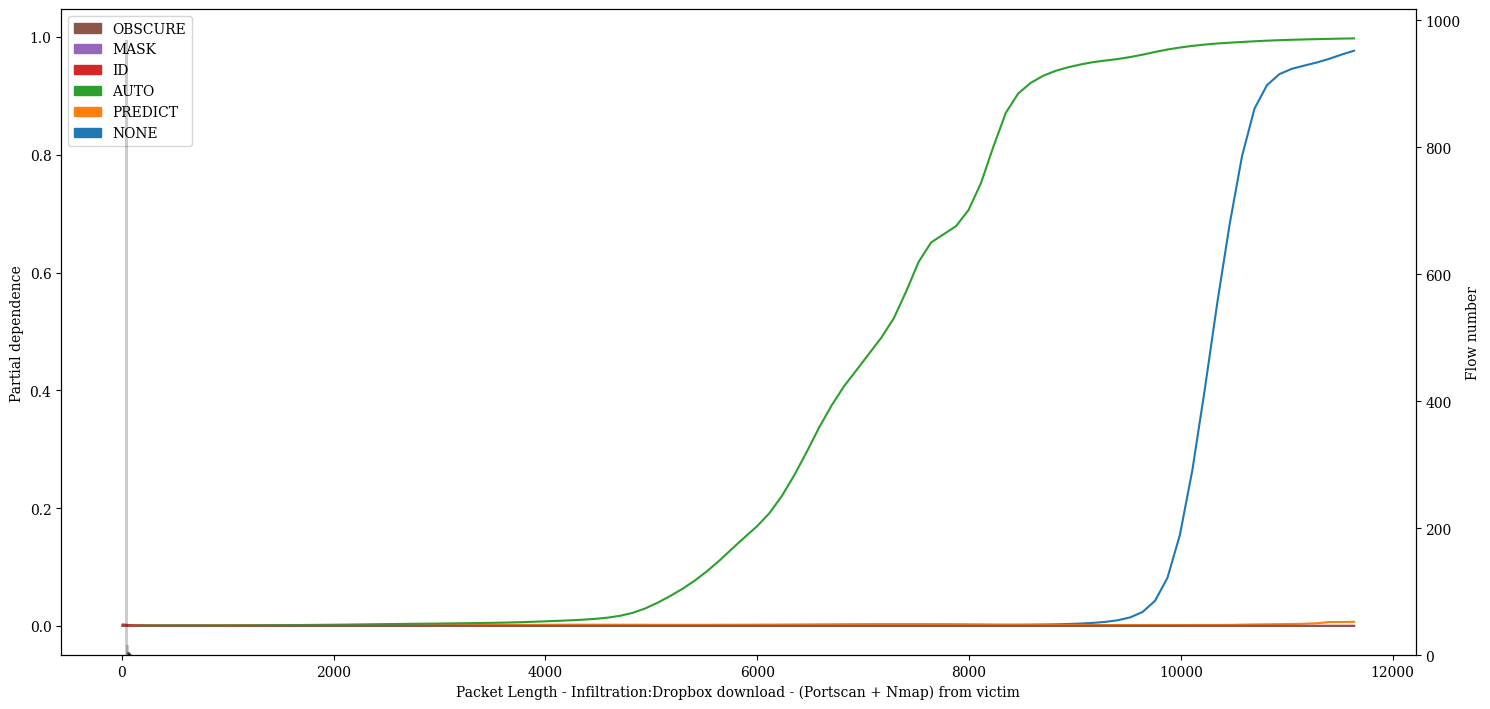 OBSCURE
MASK
ID
AUTO
PREDICT
NONE
1.0
0.8
0.6
0.4
0.2
0.0
Partial dependence
1000
800
600
400
200
0
Flow number
0 2000 4000 6000 8000 10000 12000
Packet Length - Infiltration:Dropbox download - (Portscan + Nmap) from victim